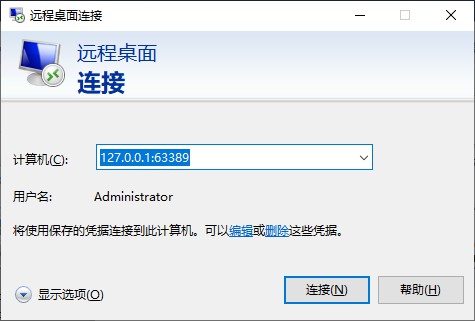 远程桌面连接
远程桌面
连接
计算机(C):
127.0.0.1:63389
用户名:
Administrator
将使用保存的凭据连接到此计算机。可以编辑或删除这些凭据。
显示选项(O)
连接(N)
帮助(H)